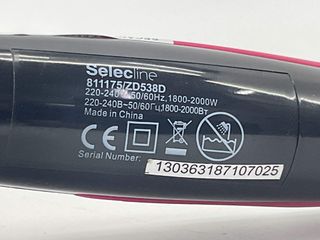 Selecline
811175/ZD538D
220-240V~50/60Hz,1800-2000W
220-240В~50/60Гц,1800-2000Вт
Made in China
CE
Serial Number:
130363187107025